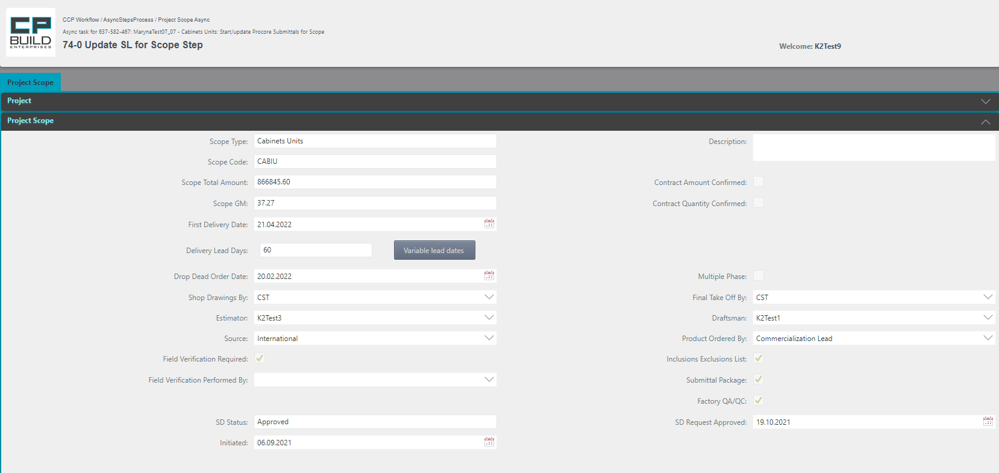 CP
BUILD
ENTERPRISES
CCP Workflow / AsyncStepsProcess / Project Scope Async
Async task for 637-582-467: MarynaTest07_07 - Cabinets Units: Start/update Procore Submittals for Scope
74-0 Update SL for Scope Step
Welcome: K2Test9
Project Scope
Project
Project Scope
Scope Type: Cabinets Units Description:
Scope Code: CABIU
Scope Total Amount: 866845.60 Contract Amount Confirmed:
Scope GM: 37.27 Contract Quantity Confirmed:
First Delivery Date: 21.04.2022
Delivery Lead Days: 60 Variable lead dates
Drop Dead Order Date: 20.02.2022 Multiple Phase:
Shop Drawings By: CST Final Take Off By: CST
Estimator: K2Test3 Draftsman: K2Test1
Source: International Product Ordered By: Commercialization Lead
Field Verification Required: Inclusions Exclusions List:
Field Verification Performed By: Submittal Package:
Factory QA/QC:
SD Status: Approved SD Request Approved: 19.10.2021
Initiated: 06.09.2021